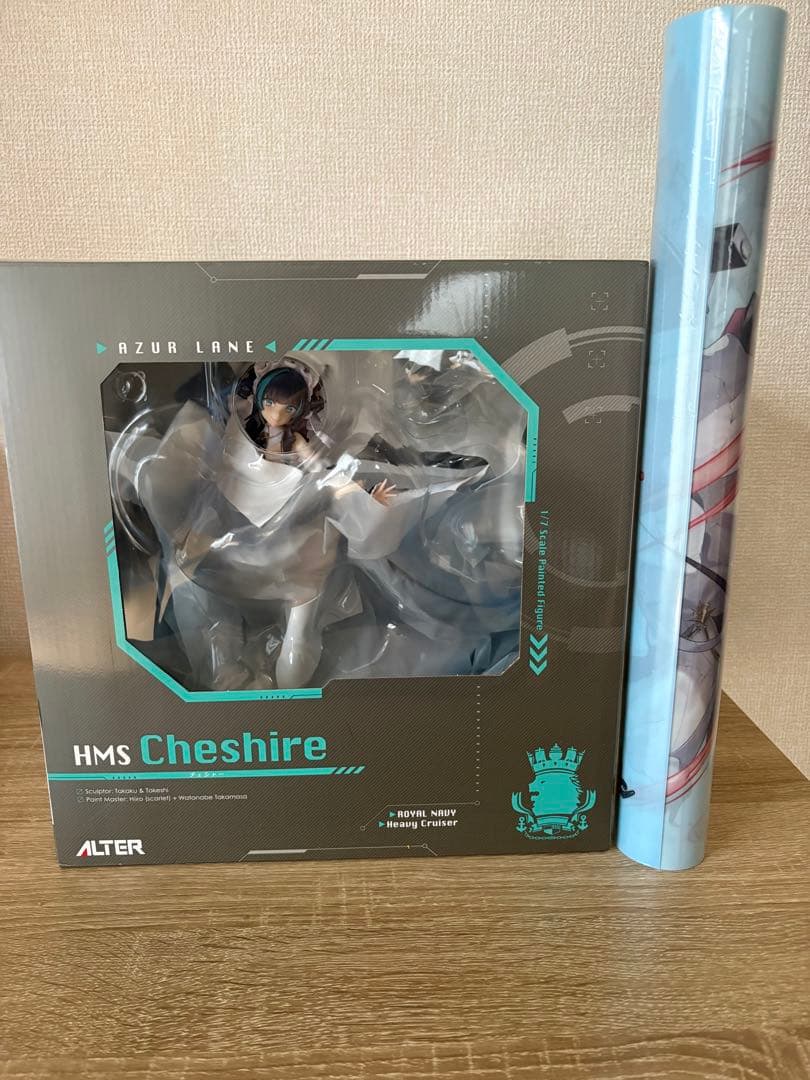 AZUR LANE
1/7 Scale Painted Figure
HMS Cheshire
チェシャー
Sculptor: Takaku & Takeshi
Paint Master: Hiro (scarlet) + Watanabe Takamasa
ROYAL NAVY
Heavy Cruiser
ALTER